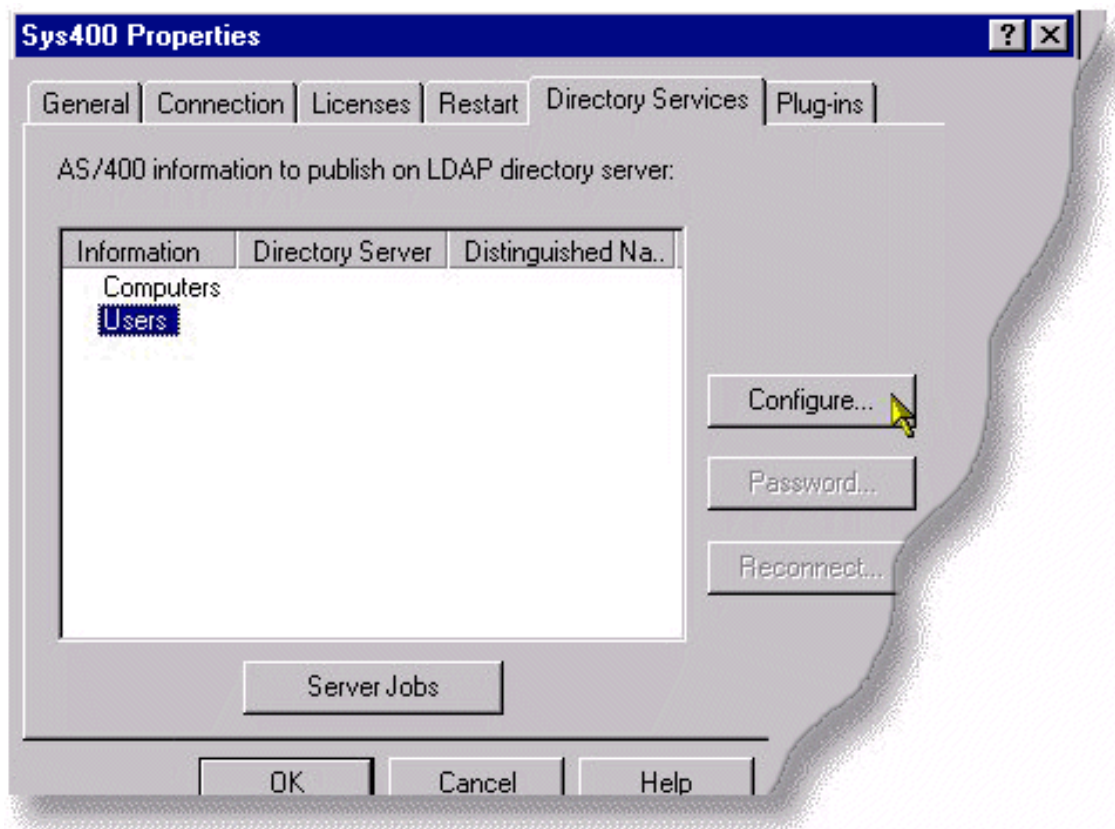 Sys400 Properties
General Connection Licenses Restart Directory Services Plug-ins
AS/400 information to publish on LDAP directory server:
Information Directory Server Distinguished Na..
Computers
Users
Configure...
Password...
Reconnect...
Server Jobs
OK Cancel Help